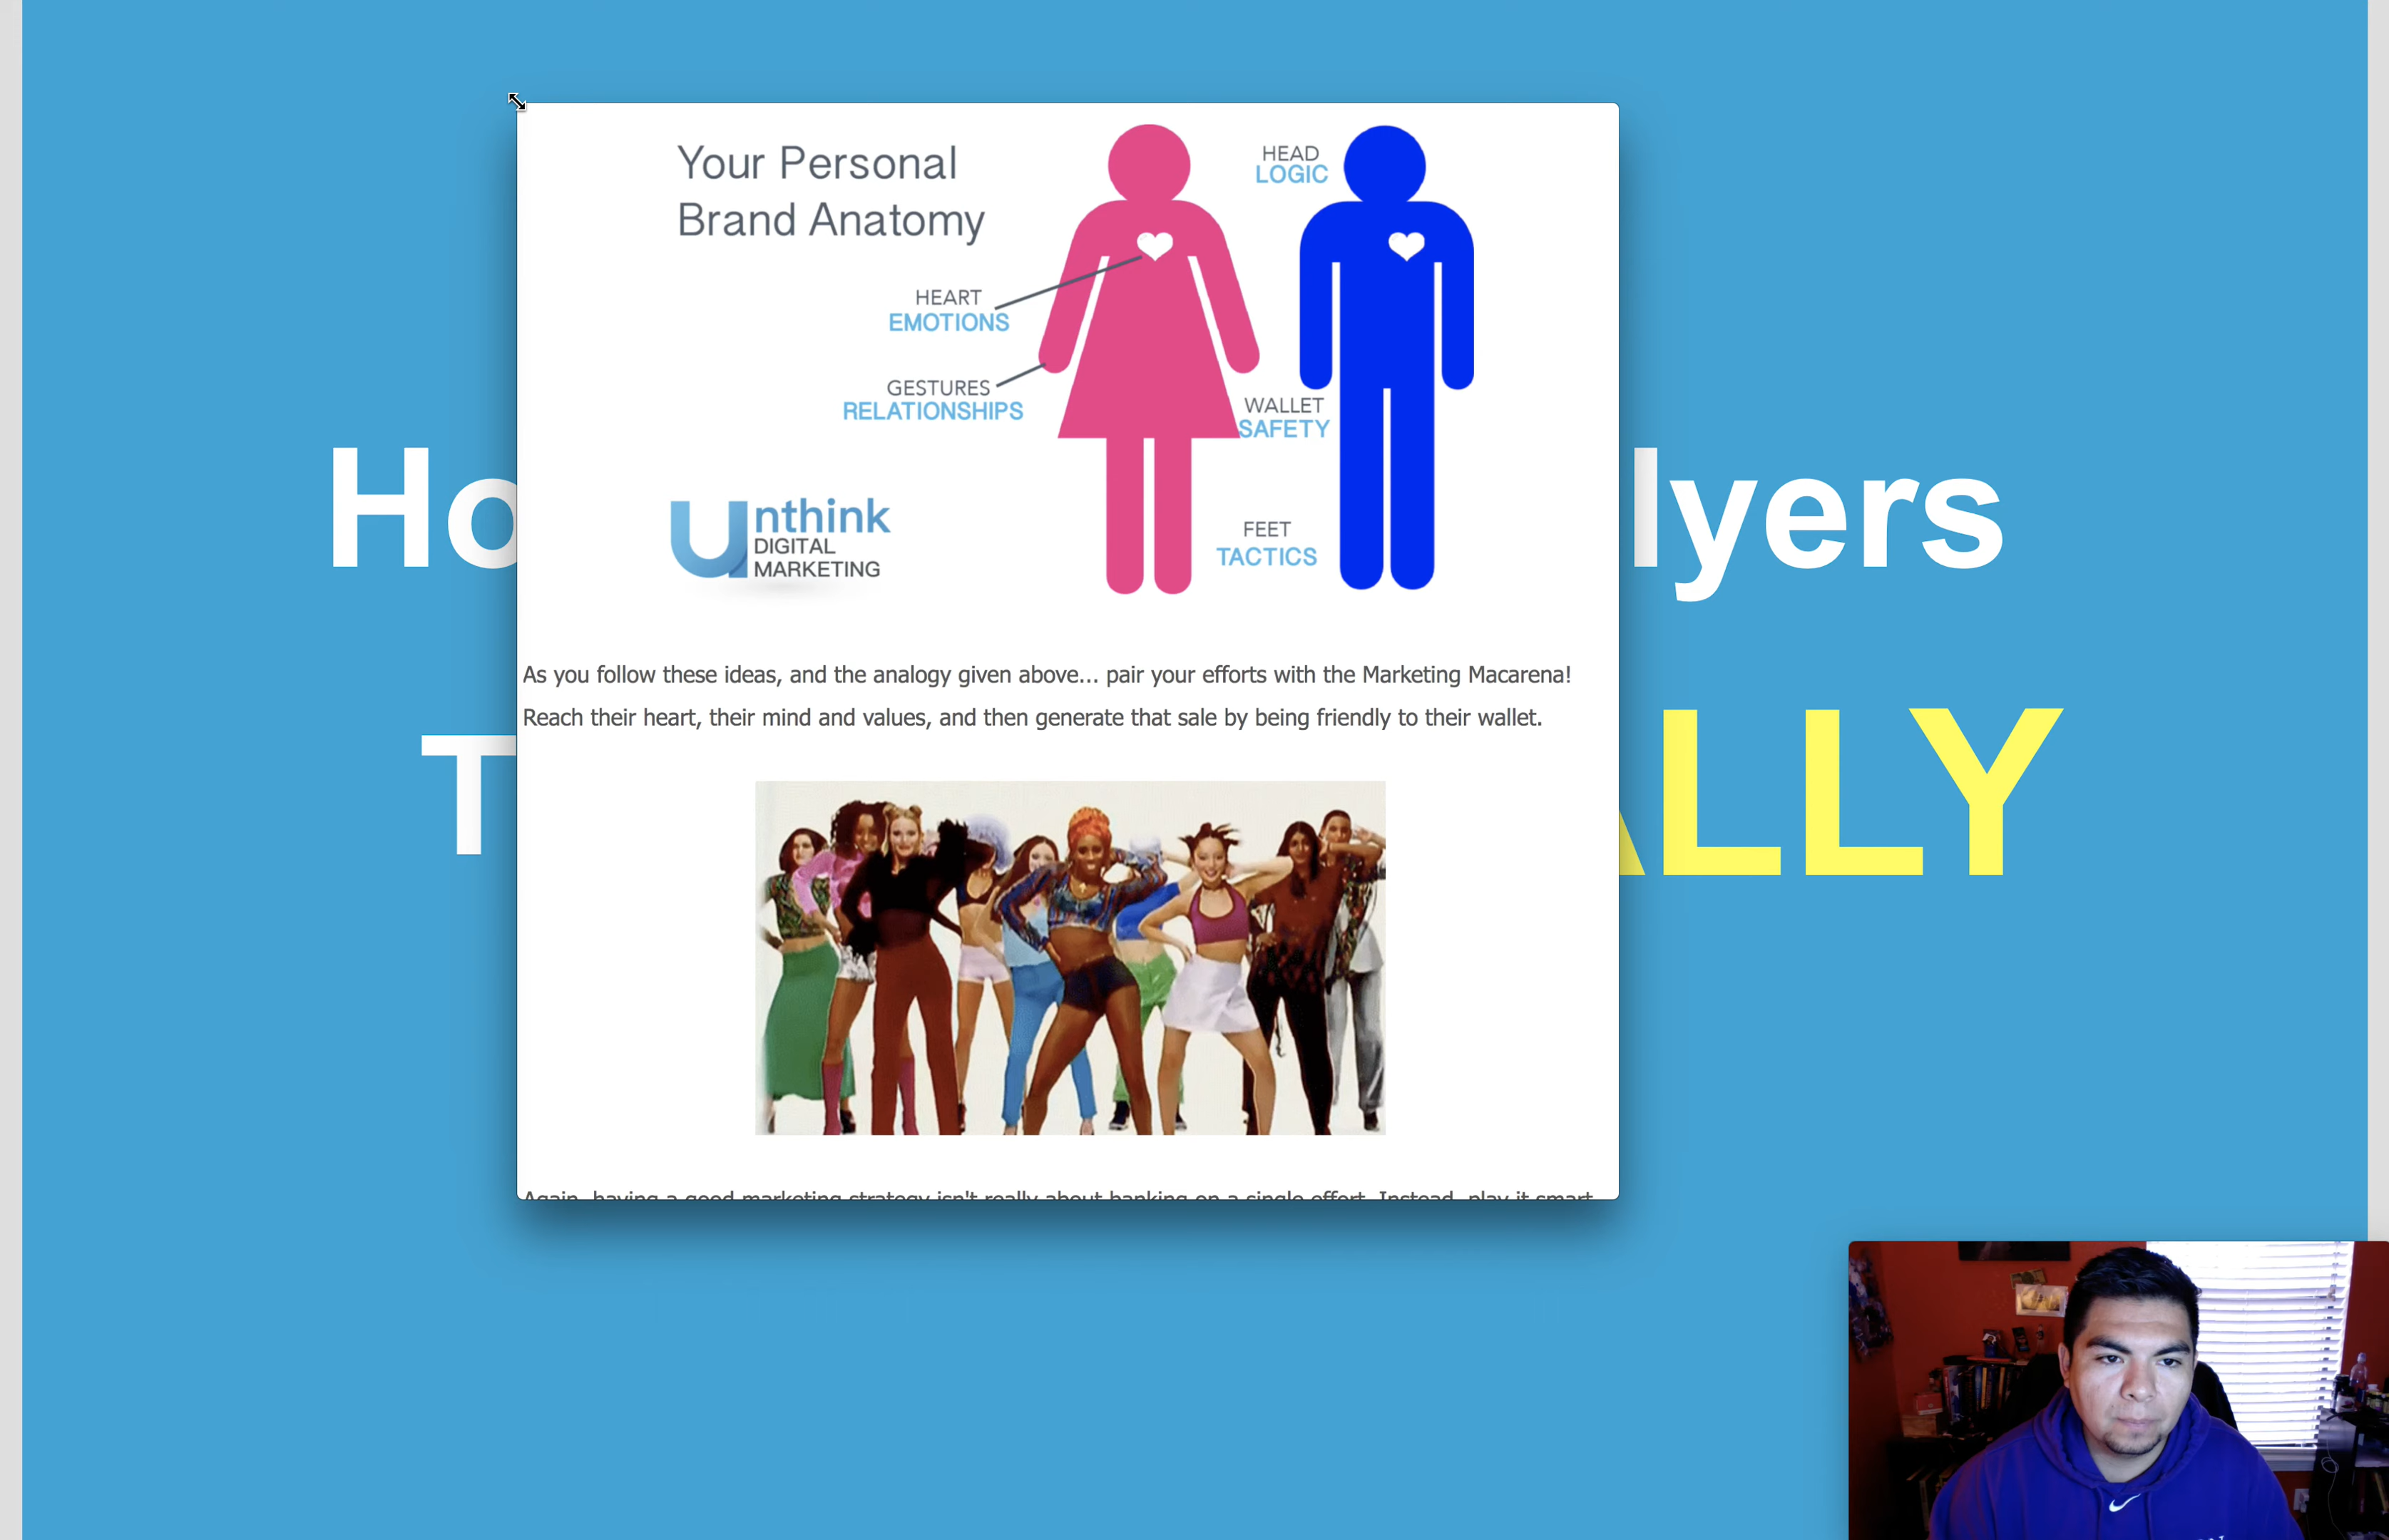 Your Personal
Brand Anatomy
HEAD
LOGIC
HEART
EMOTIONS
GESTURES
RELATIONSHIPS
WALLET
SAFETY
Unthink
DIGITAL
MARKETING
FEET
TACTICS
Ho
lyers
T
ALLY
As you follow these ideas, and the analogy given above... pair your efforts with the Marketing Macarena!
Reach their heart, their mind and values, and then generate that sale by being friendly to their wallet.
Again, having a good marketing strategy isn't really about banking on a single effort. Instead, play it smart